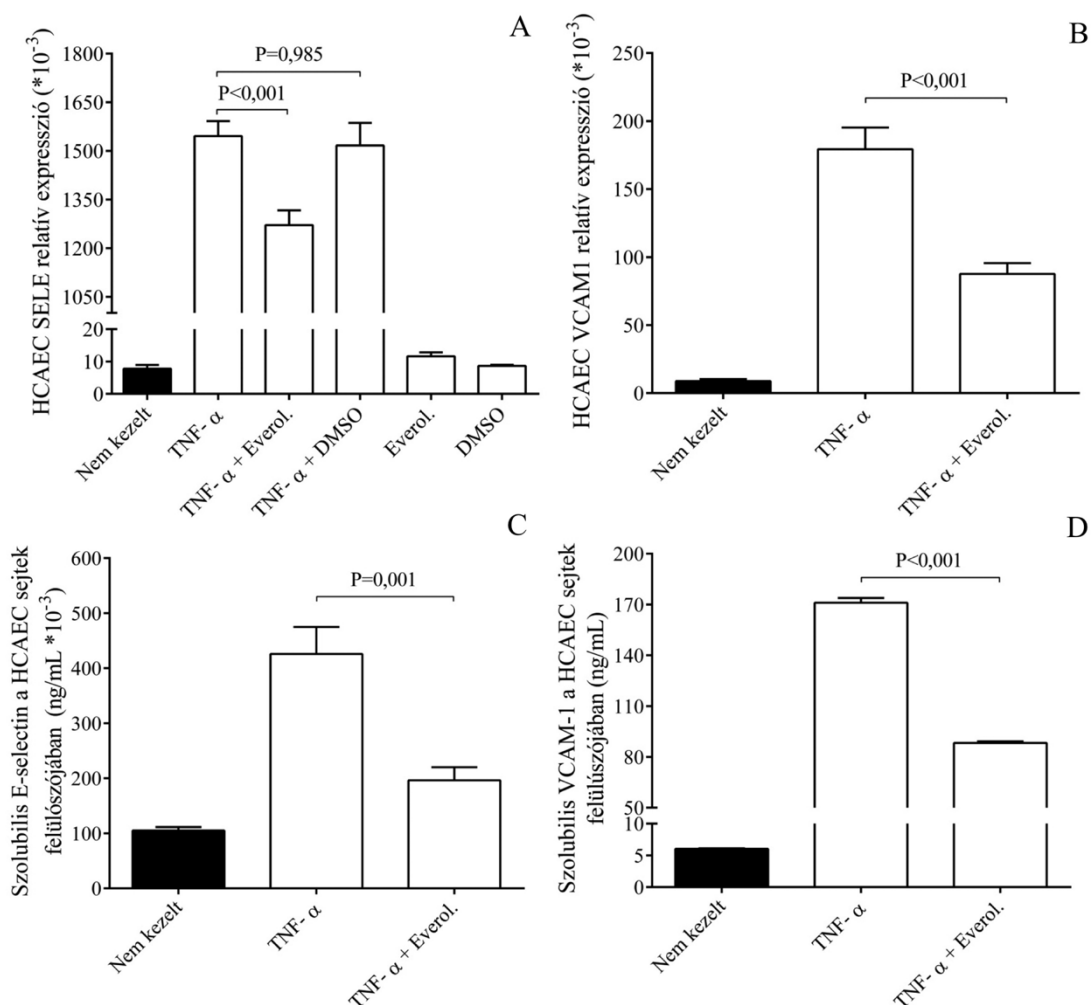 A
HCAEC SELE relatív expresszió (*10⁻³)
1800
1650
1500
1350
1200
1050
20
10
0
P=0,985
P<0,001
Nem kezelt
TNF- α
TNF- α + Everol.
TNF- α + DMSO
Everol.
DMSO
B
HCAEC VCAM1 relatív expresszió (*10⁻³)
250
200
150
100
50
0
P<0,001
Nem kezelt
TNF- α
TNF- α + Everol.
C
Szolubilis E-selectin a HCAEC sejtek
felülószójában (ng/mL *10⁻³)
600
500
400
300
200
100
0
P=0,001
Nem kezelt
TNF- α
TNF- α + Everol.
D
Szolubilis VCAM-1 a HCAEC sejtek
felülúszójában (ng/mL)
200
170
140
110
80
50
10
5
0
P<0,001
Nem kezelt
TNF- α
TNF- α + Everol.